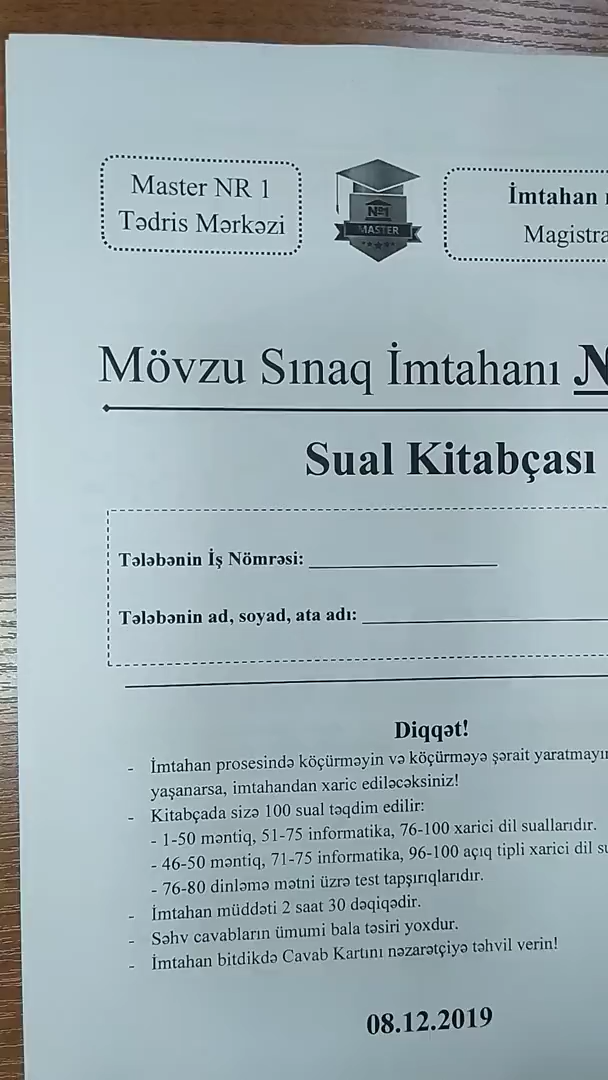 Master NR 1
Tədris Mərkəzi
№1
MASTER
İmtahan
Magistra
Mövzu Sınaq İmtahanı N
Sual Kitabçası
Tələbənin İş Nömrəsi:
Tələbənin ad, soyad, ata adı:
Diqqət!
- İmtahan prosesində köçürməyin və köçürməyə şərait yaratmayın
yaşanarsa, imtahandan xaric ediləcəksiniz!
- Kitabçada sizə 100 sual təqdim edilir:
- 1-50 məntiq, 51-75 informatika, 76-100 xarici dil suallarıdır.
- 46-50 məntiq, 71-75 informatika, 96-100 açıq tipli xarici dil su
- 76-80 dinləmə mətni üzrə test tapşırıqlarıdır.
- İmtahan müddəti 2 saat 30 dəqiqədir.
- Səhv cavabların ümumi bala təsiri yoxdur.
- İmtahan bitdikdə Cavab Kartını nəzarətçiyə təhvil verin!
08.12.2019